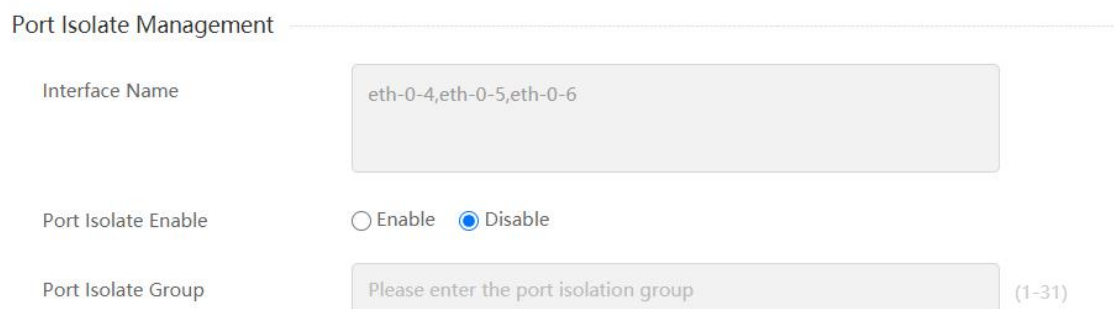 Port Isolate Management
Interface Name
eth-0-4,eth-0-5,eth-0-6
Port Isolate Enable
Enable Disable
Port Isolate Group
Please enter the port isolation group
(1-31)